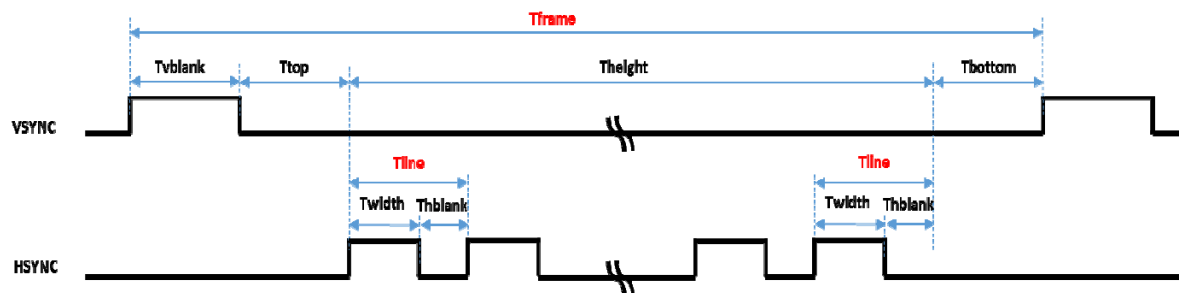 Tframe
Tvblank Ttop Theight Tbottom
VSYNC
Tline Tline
Twidth Thblank Twidth Thblank
HSYNC